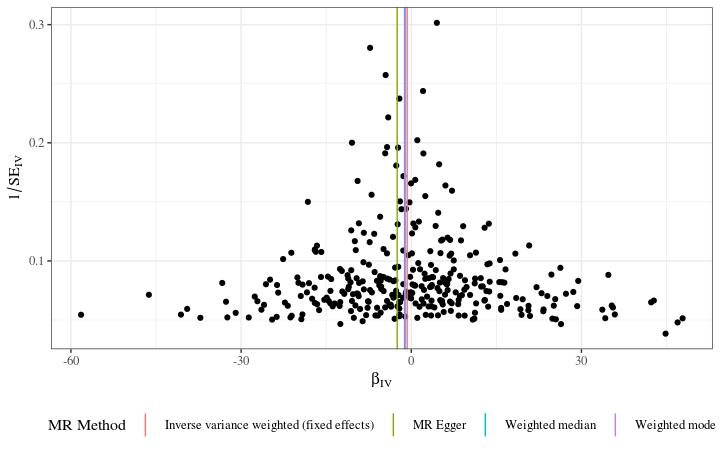 0.3
0.2
0.1
1/SE_IV
-60 -30 0 30
β_IV
MR Method Inverse variance weighted (fixed effects) MR Egger Weighted median Weighted mode